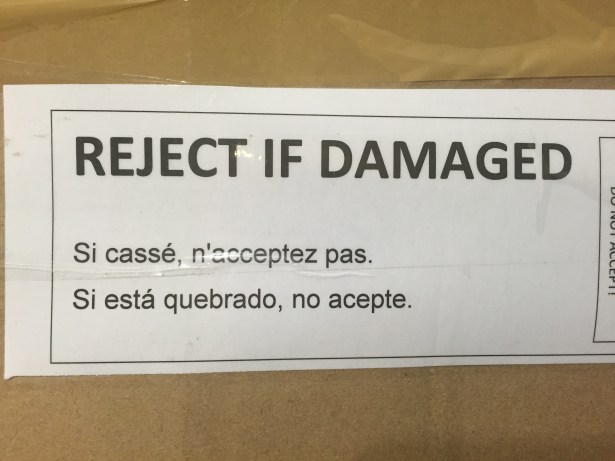 REJECT IF DAMAGED
Si cassé, n'acceptez pas.
Si está quebrado, no acepte.
DO NOT ACCEPT!